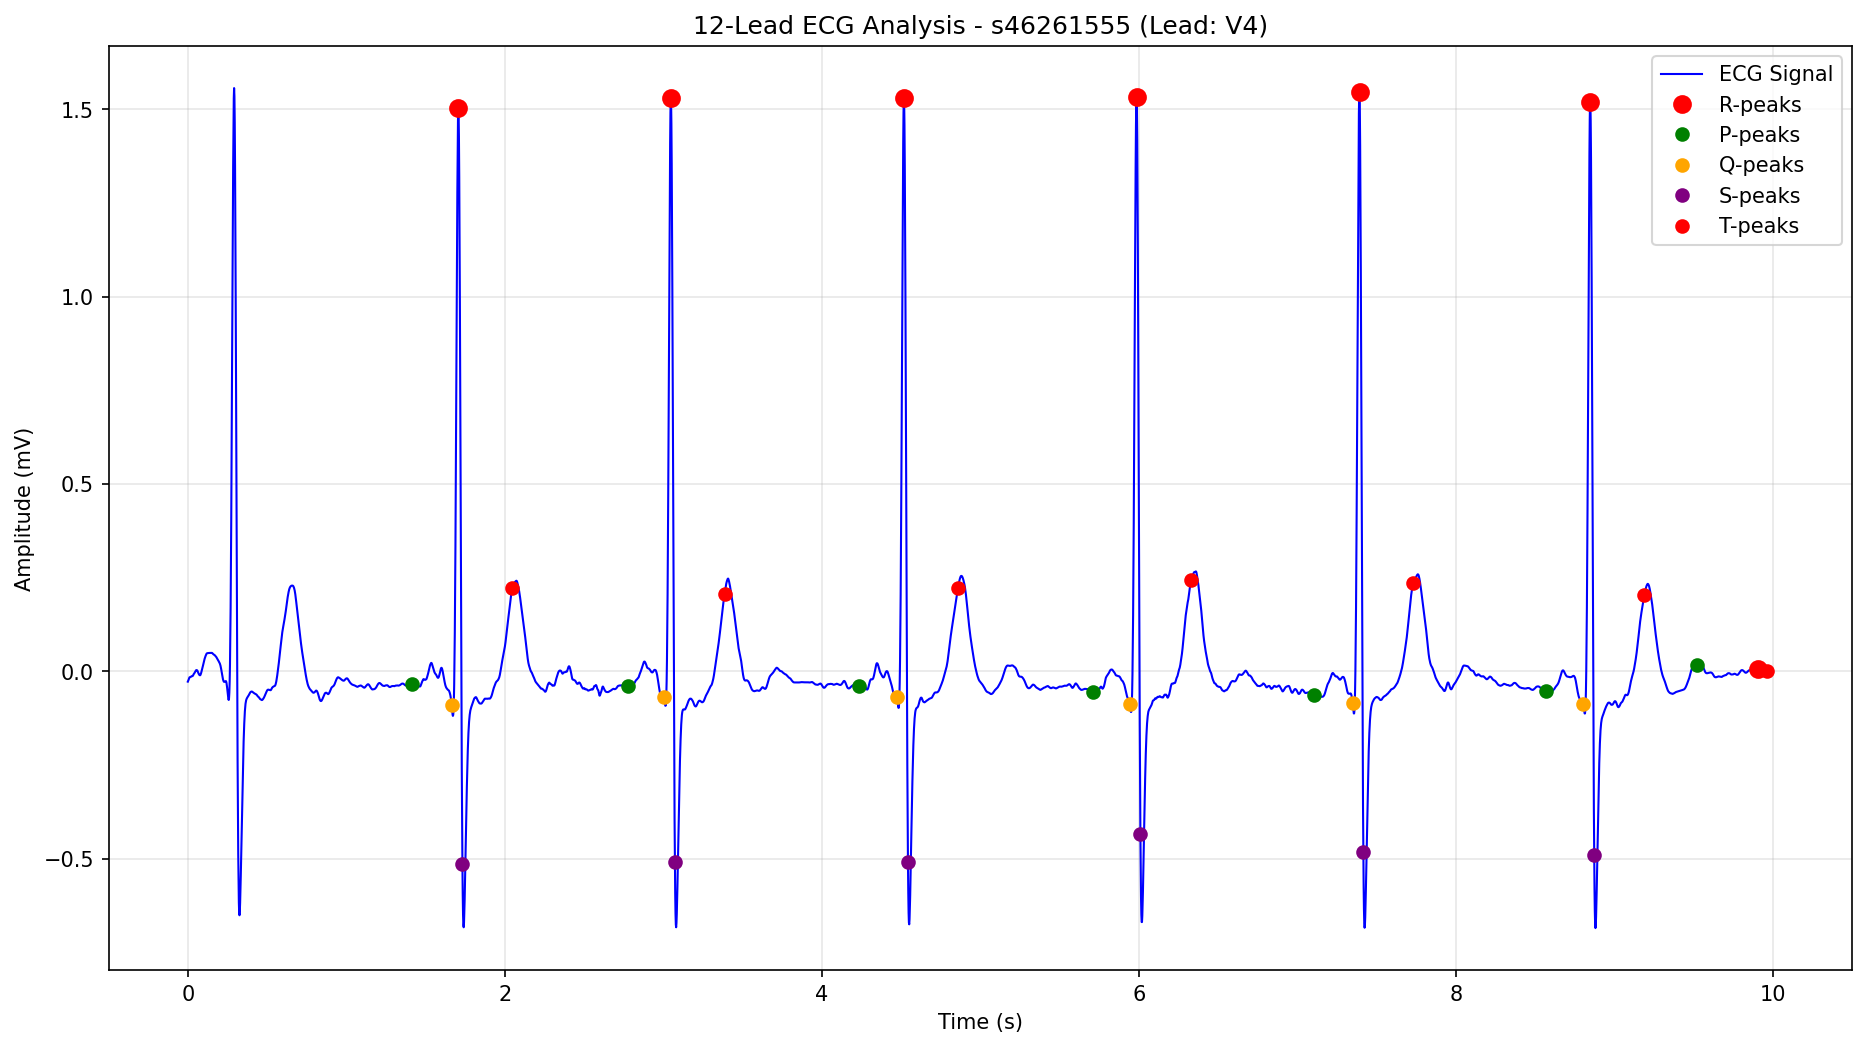 12-Lead ECG Analysis - s46261555 (Lead: V4)
ECG Signal
R-peaks
P-peaks
Q-peaks
S-peaks
T-peaks
Amplitude (mV)
1.5
1.0
0.5
0.0
−0.5
0 2 4 6 8 10
Time (s)